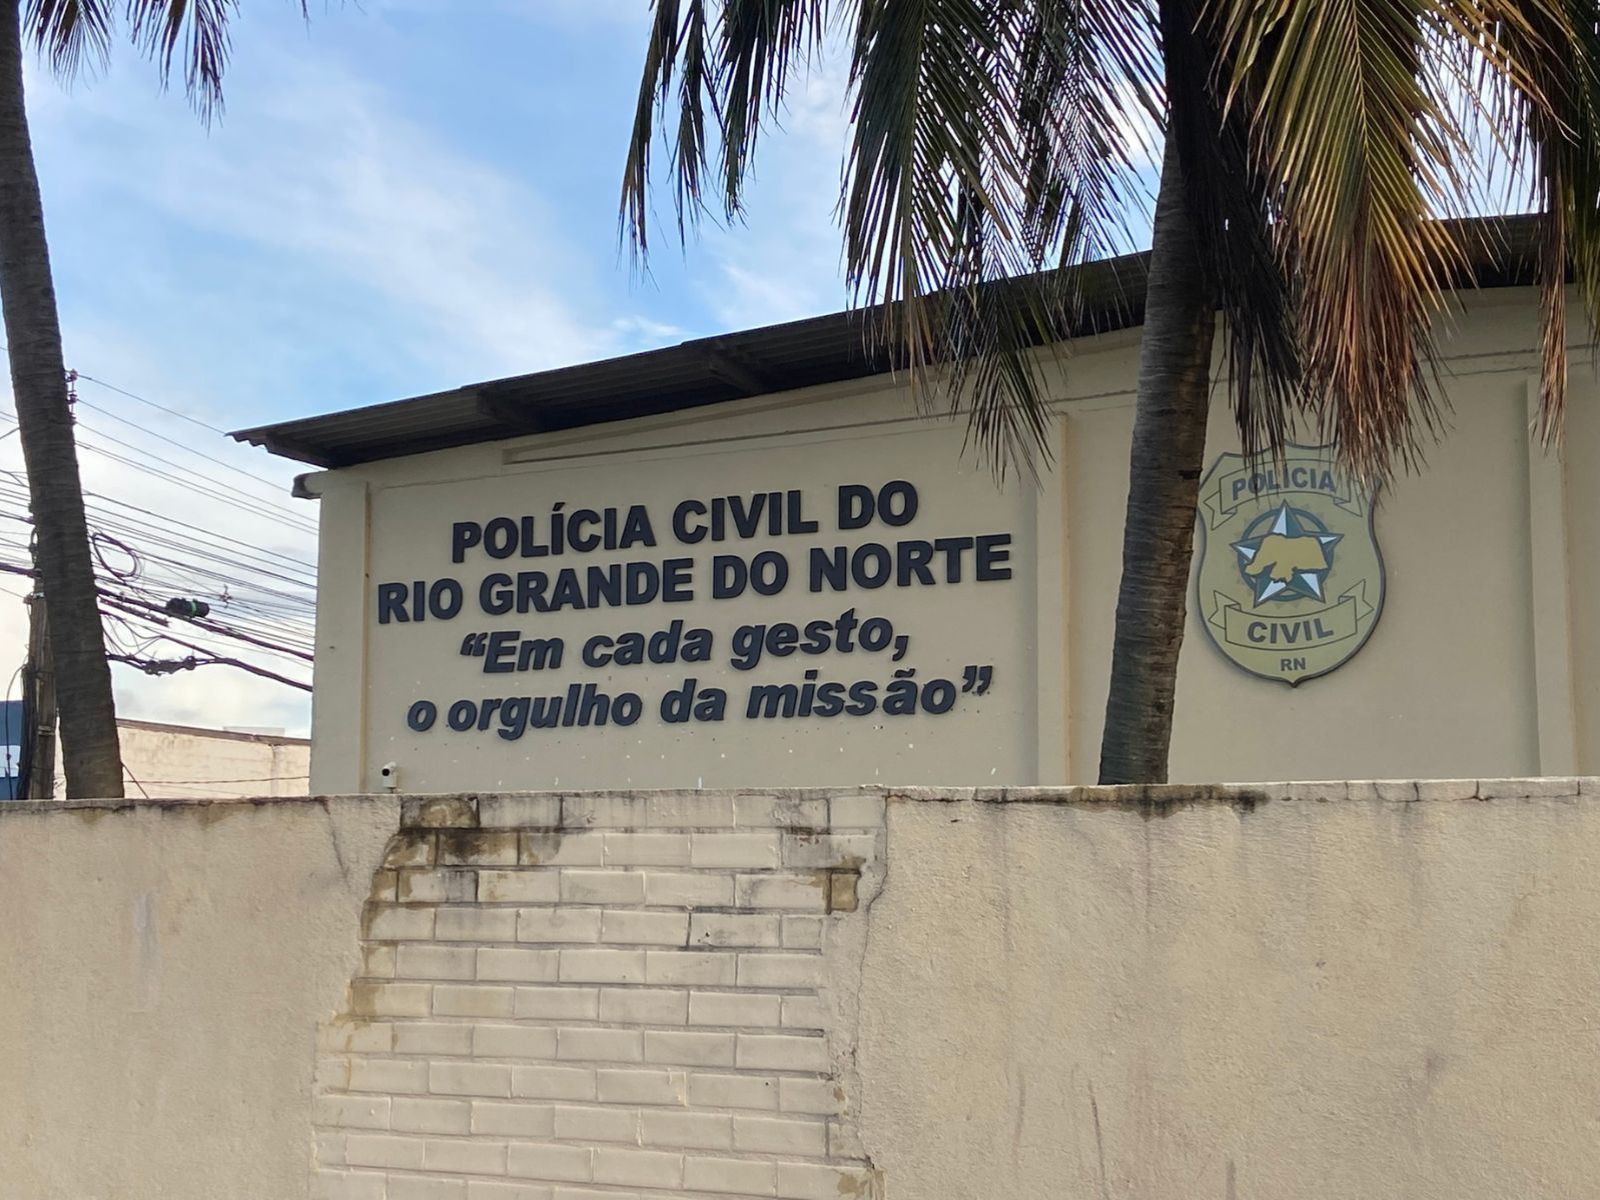 POLÍCIA CIVIL DO
RIO GRANDE DO NORTE
“Em cada gesto,
o orgulho da missão”
POLÍCIA
CIVIL
RN